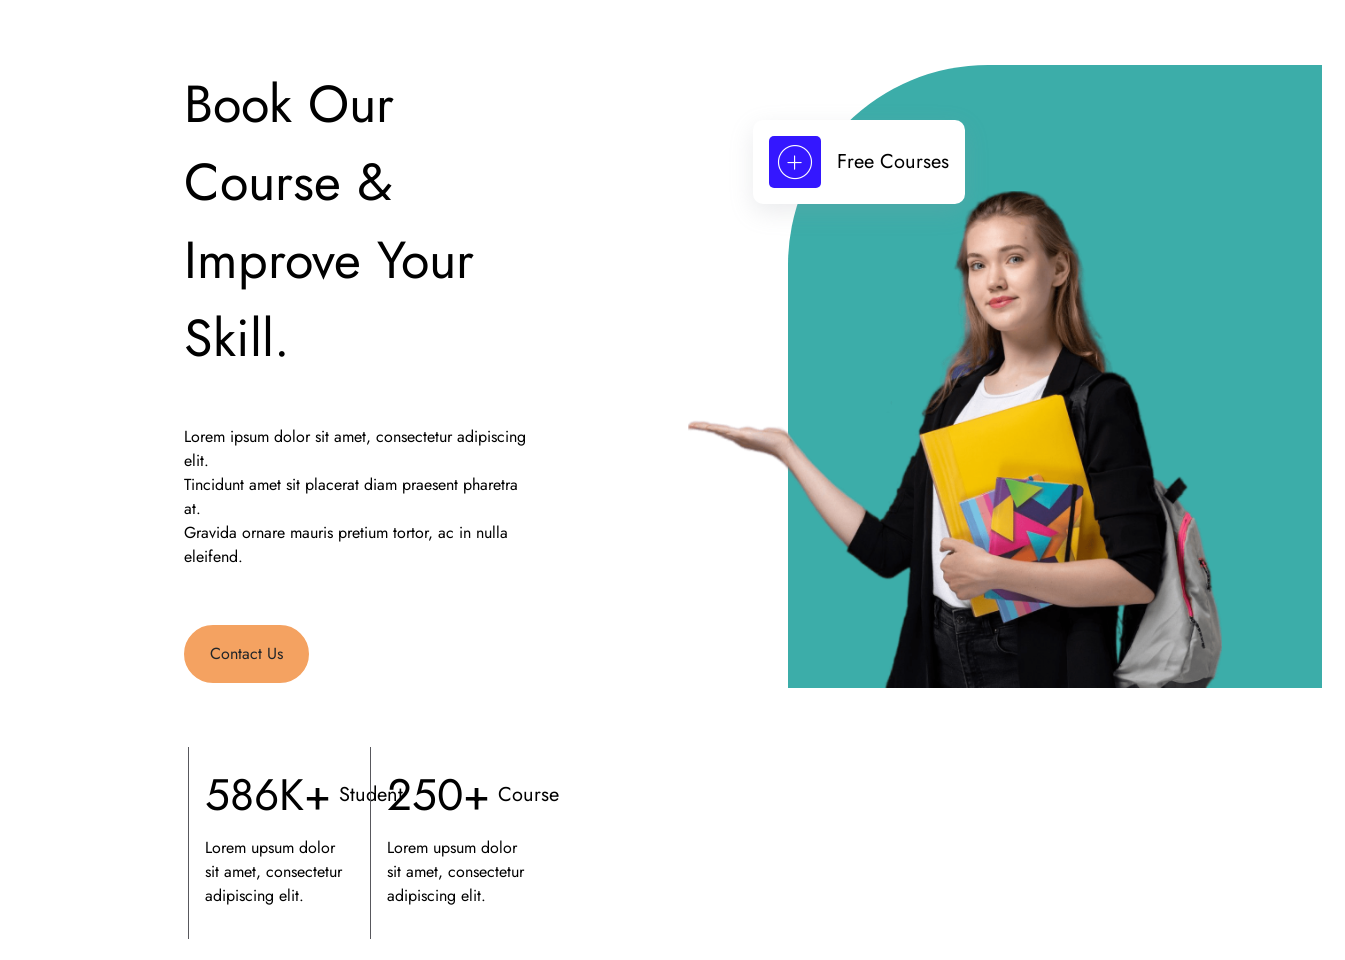 Book Our
Course &
Improve Your
Skill.
Lorem ipsum dolor sit amet, consectetur adipiscing
elit.
Tincidunt amet sit placerat diam praesent pharetra
at.
Gravida ornare mauris pretium tortor, ac in nulla
eleifend.
Contact Us
Free Courses
586K+ Student
Lorem upsum dolor
sit amet, consectetur
adipiscing elit.
250+ Course
Lorem upsum dolor
sit amet, consectetur
adipiscing elit.